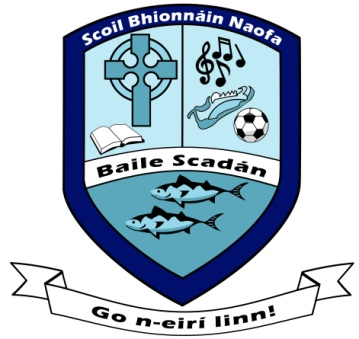 Scoil Bhionnáin Naofa
Baile Scadán
Go n-eirí linn!